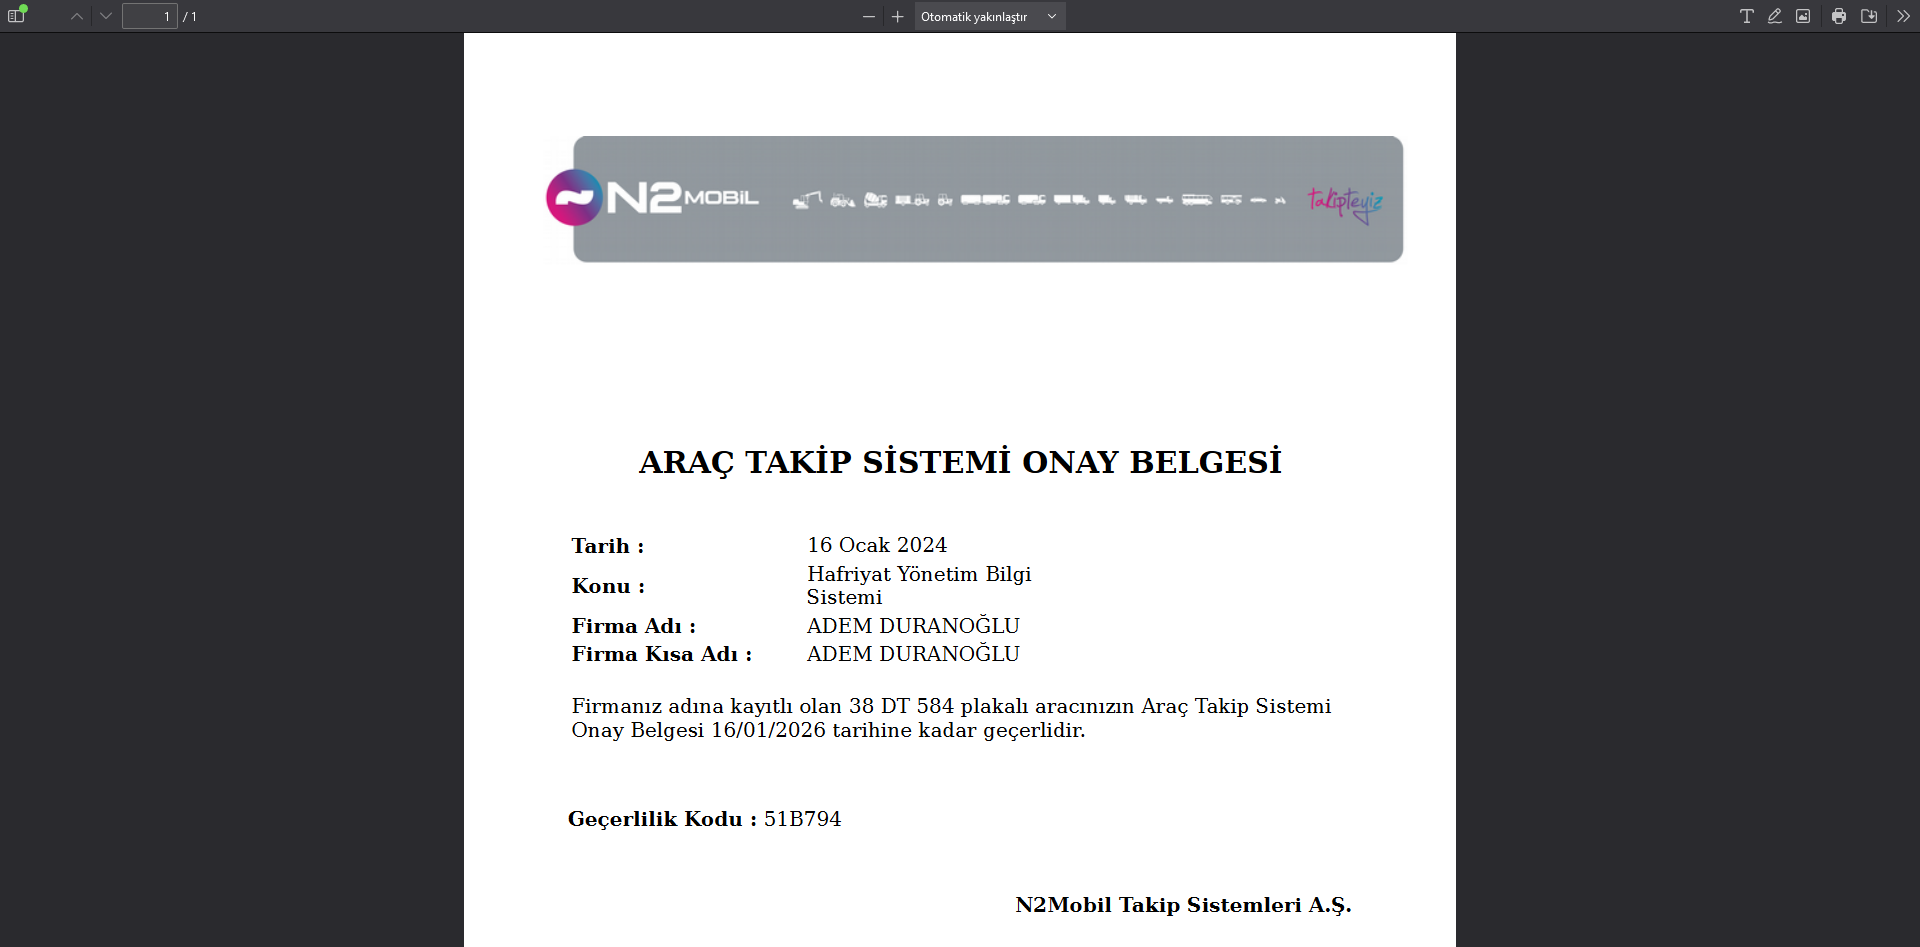 1 / 1
Otomatik yakınlaştır
N2 MOBİL
takipteyiz
ARAÇ TAKİP SİSTEMİ ONAY BELGESİ
Tarih : 16 Ocak 2024
Konu : Hafriyat Yönetim Bilgi
Sistemi
Firma Adı : ADEM DURANOĞLU
Firma Kısa Adı : ADEM DURANOĞLU
Firmanız adına kayıtlı olan 38 DT 584 plakalı aracınızın Araç Takip Sistemi
Onay Belgesi 16/01/2026 tarihine kadar geçerlidir.
Geçerlilik Kodu : 51B794
N2Mobil Takip Sistemleri A.Ş.